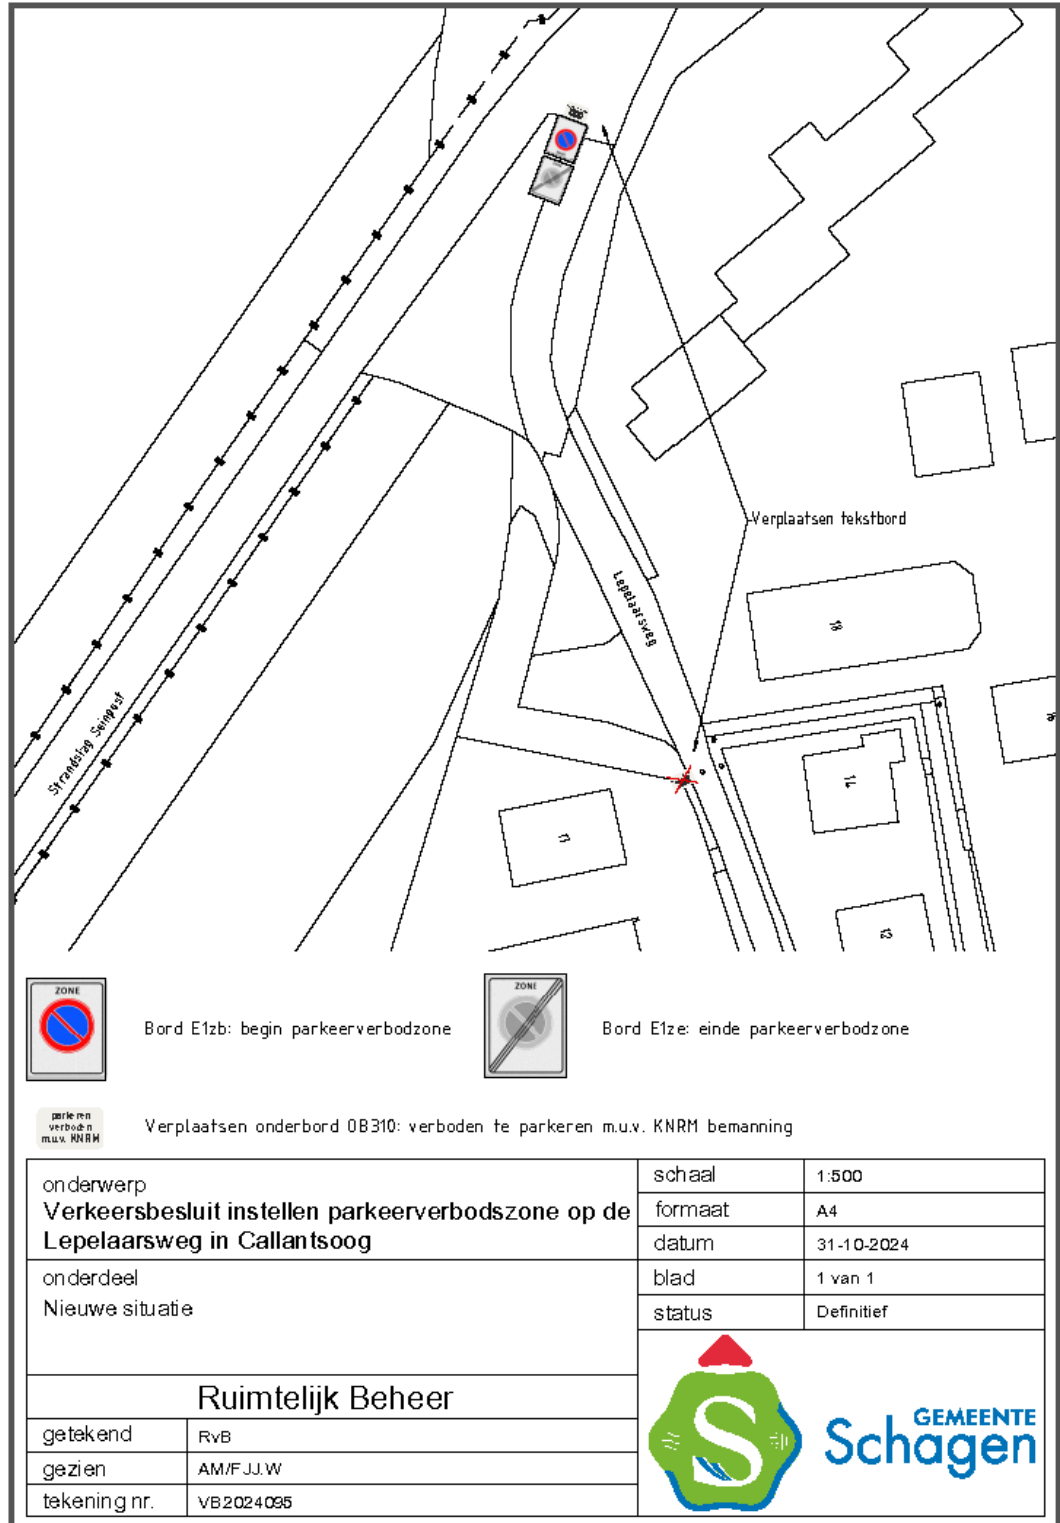 Verplaatsen tekstbord
Lepelaarsweg
18
16
14
12
11
Strandslag Seinpost
ZONE
Bord E1zb: begin parkeerverbodzone
ZONE
Bord E1ze: einde parkeerverbodzone
parkeren
verboden
m.u.v. KNRM
Verplaatsen onderbord OB310: verboden te parkeren m.u.v. KNRM bemanning
onderwerp
Verkeersbesluit instellen parkeerverbodszone op de
Lepelaarsweg in Callantsoog
schaal 1:500
formaat A4
datum 31-10-2024
onderdeel
Nieuwe situatie
blad 1 van 1
status Definitief
Ruimtelijk Beheer
getekend RvB
gezien AM/FJJ.W
tekening nr. VB2024095
S
GEMEENTE
Schagen